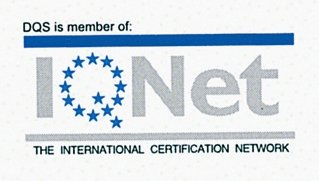 DQS is member of:
IQNet
THE INTERNATIONAL CERTIFICATION NETWORK